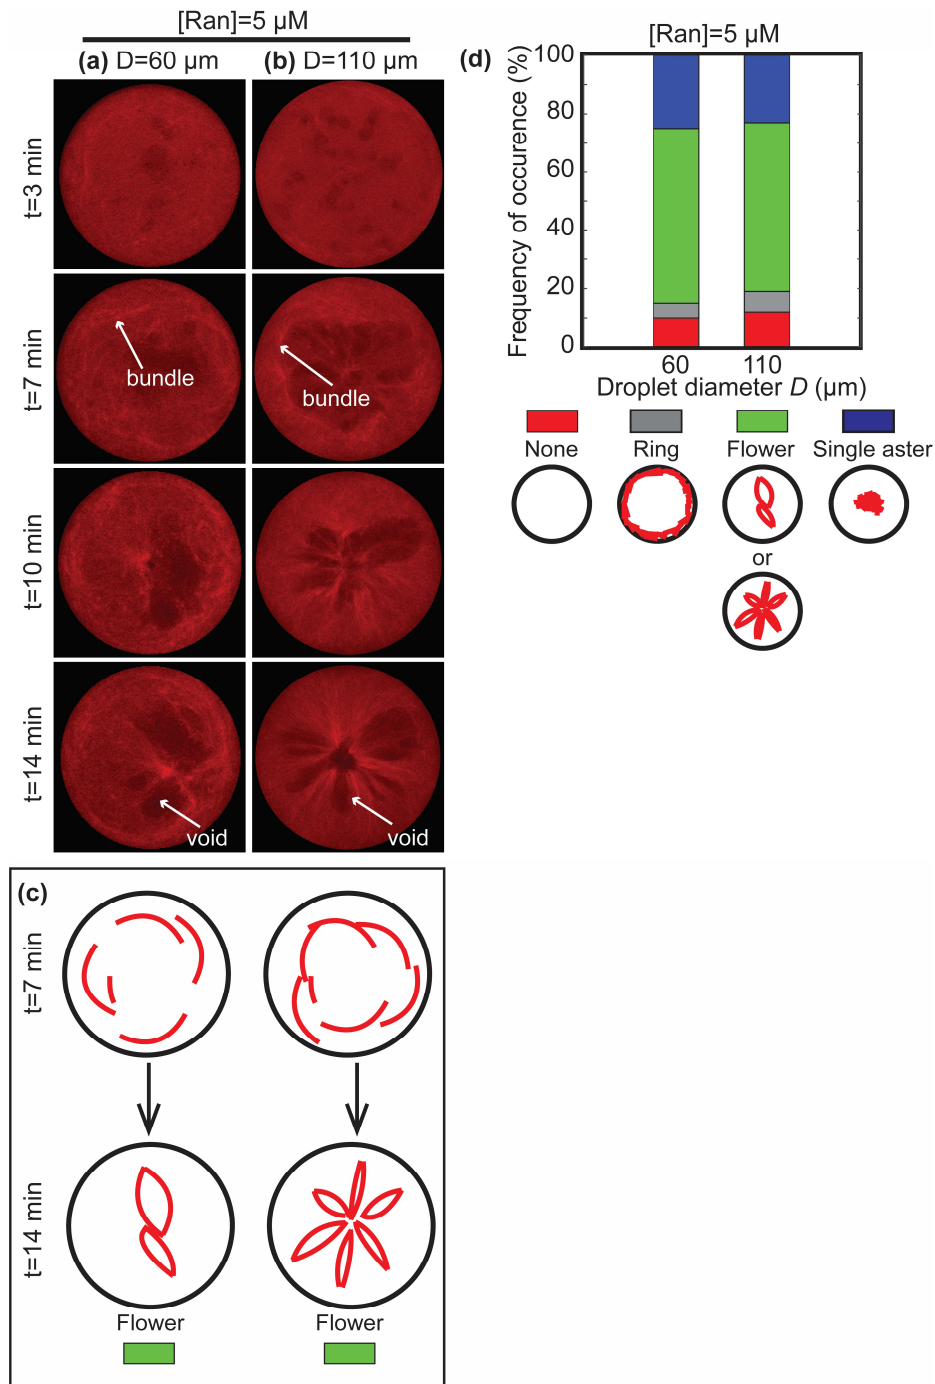 [Ran]=5 µM
(a) D=60 µm
(b) D=110 µm
t=3 min
t=7 min
bundle
bundle
t=10 min
t=14 min
void
void
(c)
t=7 min
t=14 min
Flower
Flower
(d)
[Ran]=5 µM
Frequency of occurence (%)
100
80
60
40
20
0
60
110
Droplet diameter D (µm)
None
Ring
Flower
Single aster
or